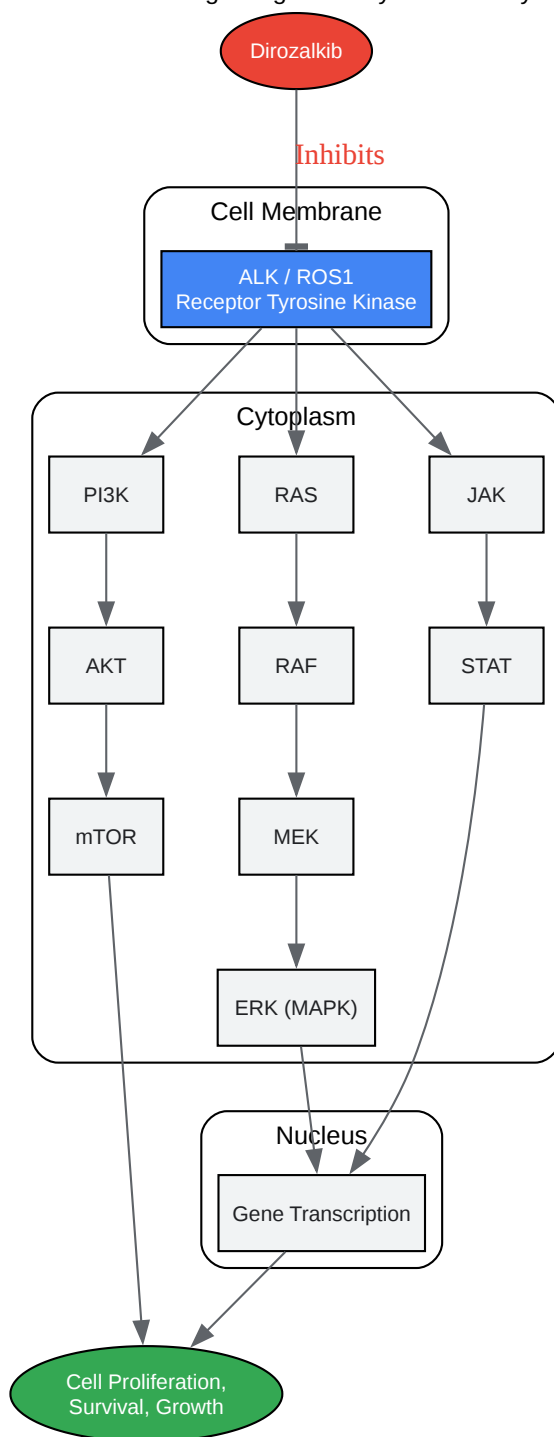 Dirozalkib
Inhibits
Cell Membrane
ALK / ROS1
Receptor Tyrosine Kinase
Cytoplasm
PI3K
RAS
JAK
AKT
RAF
STAT
mTOR
MEK
ERK (MAPK)
Nucleus
Gene Transcription
Cell Proliferation,
Survival, Growth